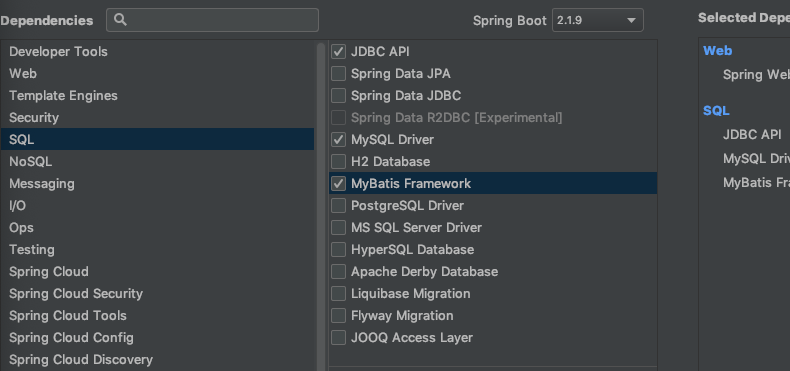 Dependencies Spring Boot 2.1.9 Selected Depe
Developer Tools
Web
Template Engines
Security
SQL
NoSQL
Messaging
I/O
Ops
Testing
Spring Cloud
Spring Cloud Security
Spring Cloud Tools
Spring Cloud Config
Spring Cloud Discovery
JDBC API
Spring Data JPA
Spring Data JDBC
Spring Data R2DBC [Experimental]
MySQL Driver
H2 Database
MyBatis Framework
PostgreSQL Driver
MS SQL Server Driver
HyperSQL Database
Apache Derby Database
Liquibase Migration
Flyway Migration
JOOQ Access Layer
Web
Spring Web
SQL
JDBC API
MySQL Driv
MyBatis Fra